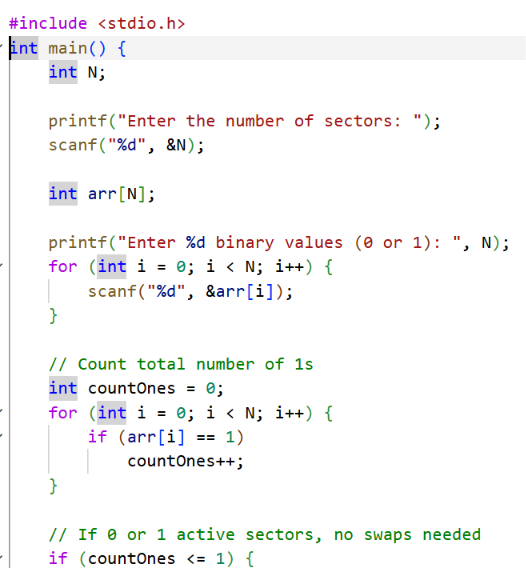 #include <stdio.h>
int main() {
    int N;

    printf("Enter the number of sectors: ");
    scanf("%d", &N);

    int arr[N];

    printf("Enter %d binary values (0 or 1): ", N);
    for (int i = 0; i < N; i++) {
        scanf("%d", &arr[i]);
    }

    // Count total number of 1s
    int countOnes = 0;
    for (int i = 0; i < N; i++) {
        if (arr[i] == 1)
            countOnes++;
    }

    // If 0 or 1 active sectors, no swaps needed
    if (countOnes <= 1) {